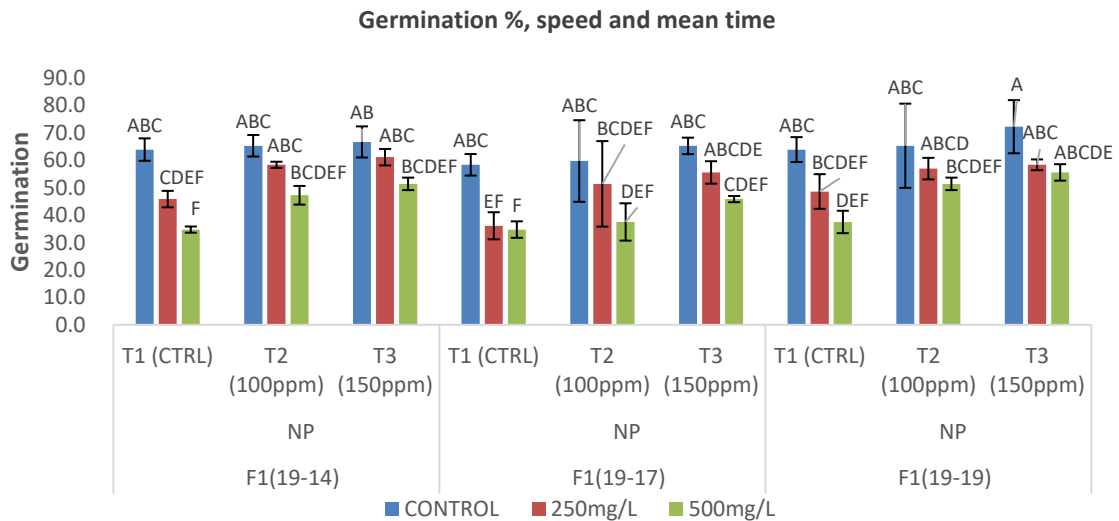 Germination %, speed and mean time
Germination
90.0
80.0
70.0
60.0
50.0
40.0
30.0
20.0
10.0
0.0
ABC CDEF F
ABC ABC BCDEF
AB ABC BCDEF
ABC EF F
ABC BCDEF DEF
ABC ABCDE CDEF
ABC BCDEF DEF
ABC ABCD BCDEF
A ABC ABCDE
T1 (CTRL) T2 T3 T1 (CTRL) T2 T3 T1 (CTRL) T2 T3
(100ppm) (150ppm) (100ppm) (150ppm) (100ppm) (150ppm)
NP NP NP
F1(19-14) F1(19-17) F1(19-19)
CONTROL 250mg/L 500mg/L